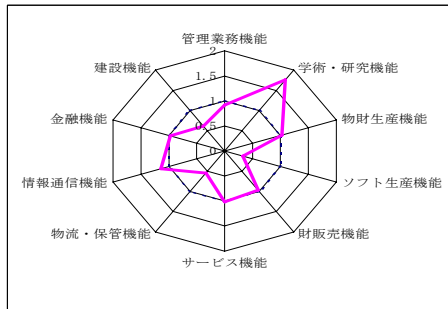 管理業務機能
2
建設機能
学術・研究機能
1.5
金融機能
1
物財生産機能
0.5
0
情報通信機能
ソフト生産機能
物流・保管機能
財販売機能
サービス機能